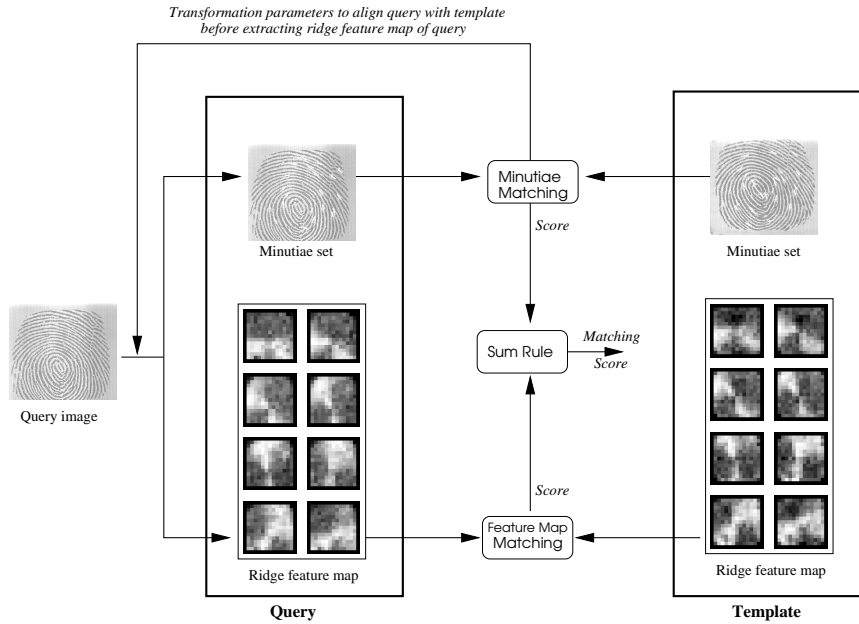 Transformation parameters to align query with template
before extracting ridge feature map of query
Minutiae
Matching
Score
Minutiae set
Minutiae set
Query image
Sum Rule
Matching
Score
Score
Feature Map
Matching
Ridge feature map
Ridge feature map
Query
Template